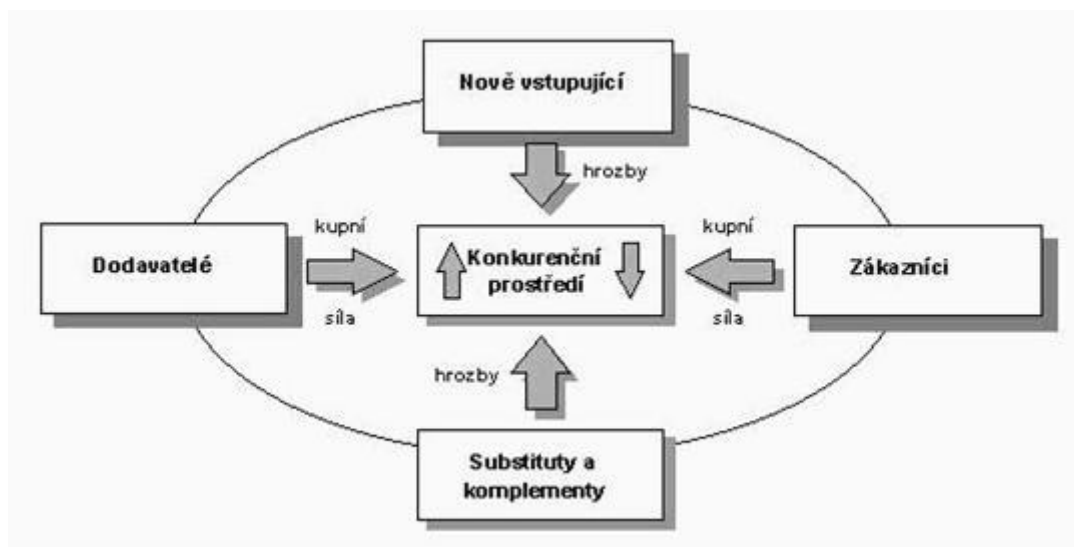 Nově vstupující
hrozby
kupní
kupní
Dodavatelé
Konkurenční
prostředí
Zákazníci
síla
síla
hrozby
Substituty a
komplementy